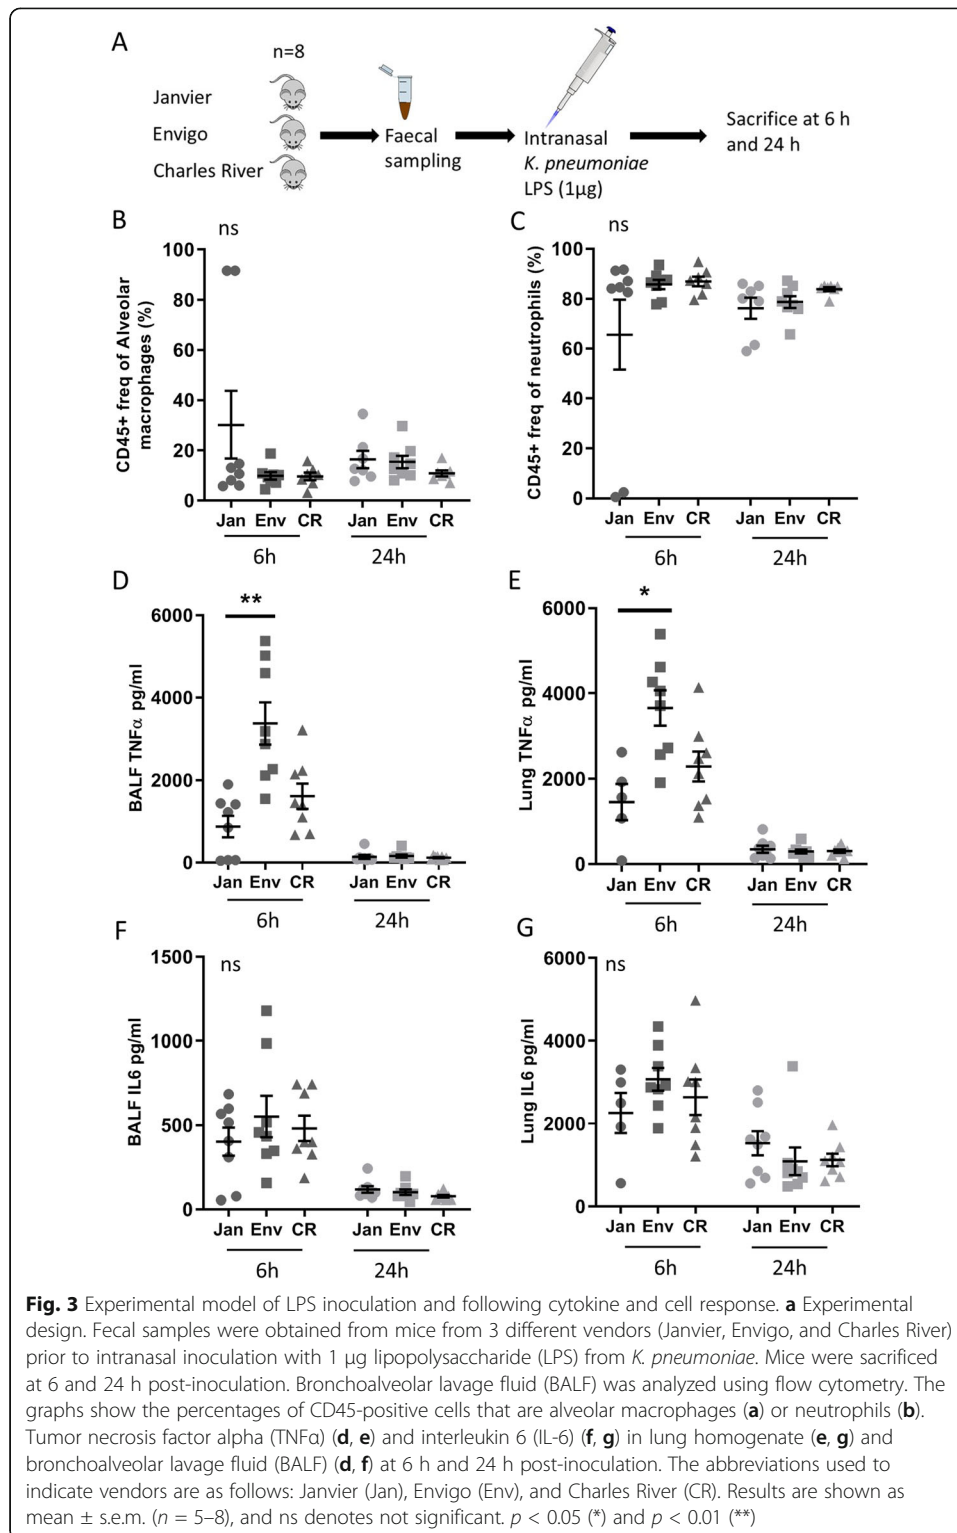 A
n=8
Janvier
Envigo
Charles River
Faecal
sampling
Intranasal
K. pneumoniae
LPS (1µg)
Sacrifice at 6 h
and 24 h
B
ns
CD45+ freq of Alveolar
macrophages (%)
100
80
60
40
20
0
Jan Env CR Jan Env CR
6h 24h
C
ns
CD45+ freq of neutrophils (%)
100
80
60
40
20
0
Jan Env CR Jan Env CR
6h 24h
D
**
BALF TNFα pg/ml
6000
4000
2000
0
Jan Env CR Jan Env CR
6h 24h
E
*
Lung TNFα pg/ml
6000
4000
2000
0
Jan Env CR Jan Env CR
6h 24h
F
ns
BALF IL6 pg/ml
1500
1000
500
0
Jan Env CR Jan Env CR
6h 24h
G
ns
Lung IL6 pg/ml
6000
4000
2000
0
Jan Env CR Jan Env CR
6h 24h
Fig. 3 Experimental model of LPS inoculation and following cytokine and cell response. a Experimental
design. Fecal samples were obtained from mice from 3 different vendors (Janvier, Envigo, and Charles River)
prior to intranasal inoculation with 1 µg lipopolysaccharide (LPS) from K. pneumoniae. Mice were sacrificed
at 6 and 24 h post-inoculation. Bronchoalveolar lavage fluid (BALF) was analyzed using flow cytometry. The
graphs show the percentages of CD45-positive cells that are alveolar macrophages (a) or neutrophils (b).
Tumor necrosis factor alpha (TNFα) (d, e) and interleukin 6 (IL-6) (f, g) in lung homogenate (e, g) and
bronchoalveolar lavage fluid (BALF) (d, f) at 6 h and 24 h post-inoculation. The abbreviations used to
indicate vendors are as follows: Janvier (Jan), Envigo (Env), and Charles River (CR). Results are shown as
mean ± s.e.m. (n = 5–8), and ns denotes not significant. p < 0.05 (*) and p < 0.01 (**)